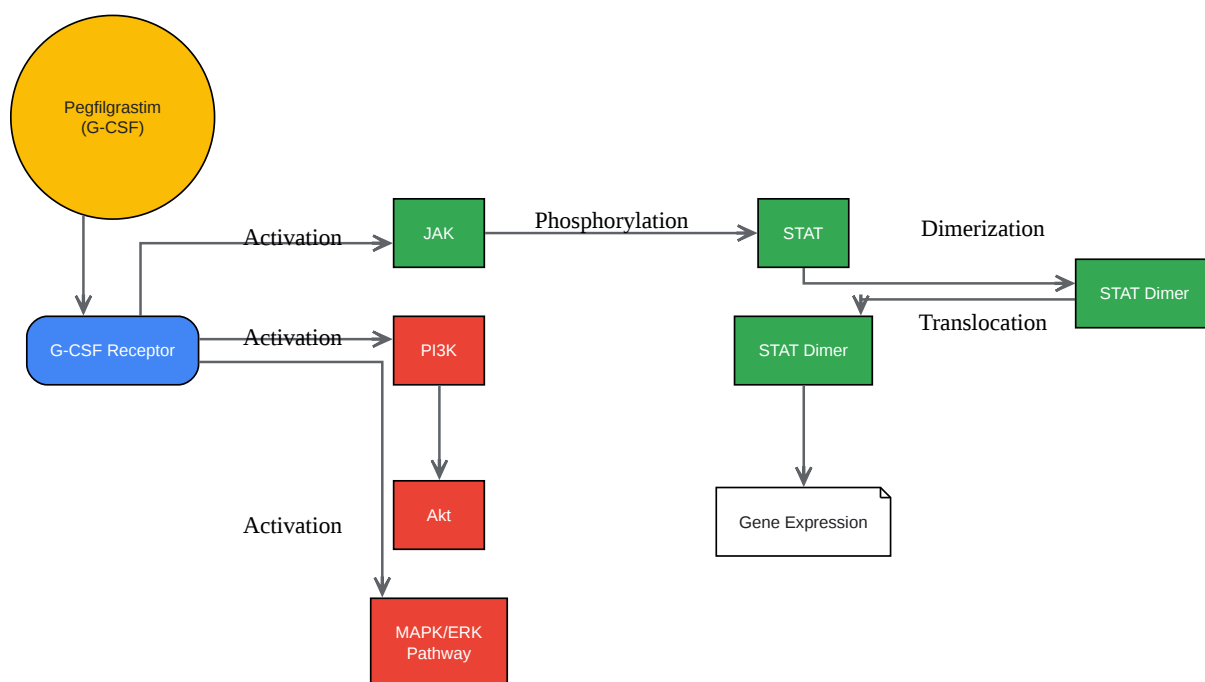 Pegfilgrastim
(G-CSF)
JAK
Phosphorylation
STAT
Dimerization
Activation
STAT Dimer
Translocation
G-CSF Receptor
Activation
PI3K
STAT Dimer
Akt
Activation
Gene Expression
MAPK/ERK
Pathway